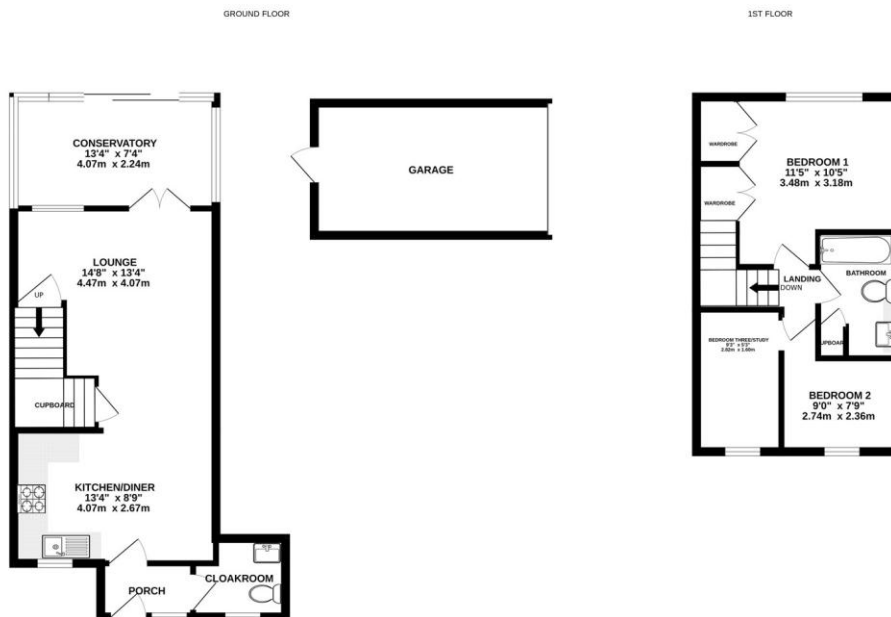 GROUND FLOOR
1ST FLOOR
CONSERVATORY
13'4" x 7'4"
4.07m x 2.24m
GARAGE
LOUNGE
14'8" x 13'4"
4.47m x 4.07m
UP
CUPBOARD
KITCHEN/DINER
13'4" x 8'9"
4.07m x 2.67m
PORCH
CLOAKROOM
WARDROBE
BEDROOM 1
11'5" x 10'5"
3.48m x 3.18m
WARDROBE
LANDING
DOWN
BATHROOM
BEDROOM THREE/STUDY
UPBOAR
BEDROOM 2
9'0" x 7'9"
2.74m x 2.36m